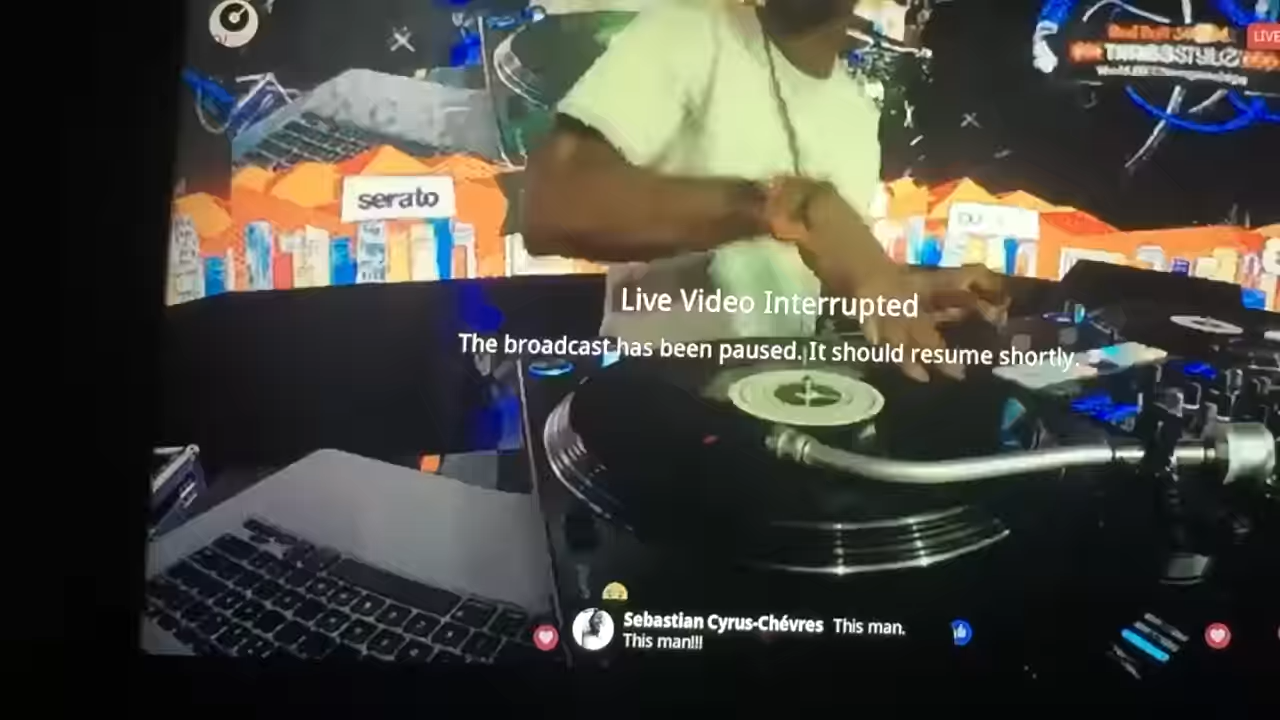 LIVE
serato
Live Video Interrupted
The broadcast has been paused. It should resume shortly.
Sebastian Cyrus-Chévres This man.
This man!!!